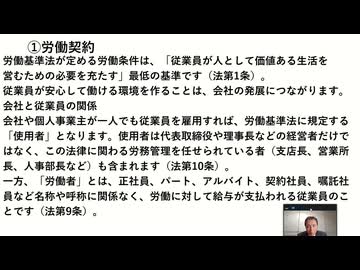 ①労働契約
労働基準法が定める労働条件は、「従業員が人として価値ある生活を
営むための必要を充たす」最低の基準です（法第1条）。
従業員が安心して働ける環境を作ることは、会社の発展につながります。
会社と従業員の関係
会社や個人事業主が一人でも従業員を雇用すれば、労働基準法に規定する
「使用者」となります。使用者は代表取締役や理事長などの経営者だけで
はなく、この法律に関わる労務管理を任せられている者（支店長、営業所
長、人事部長など）も含まれます（法第10条）。
一方、「労働者」とは、正社員、パート、アルバイト、契約社員、嘱託社
員など名称や呼称に関係なく、労働に対して給与が支払われる従業員のこ
とです（法第9条）。